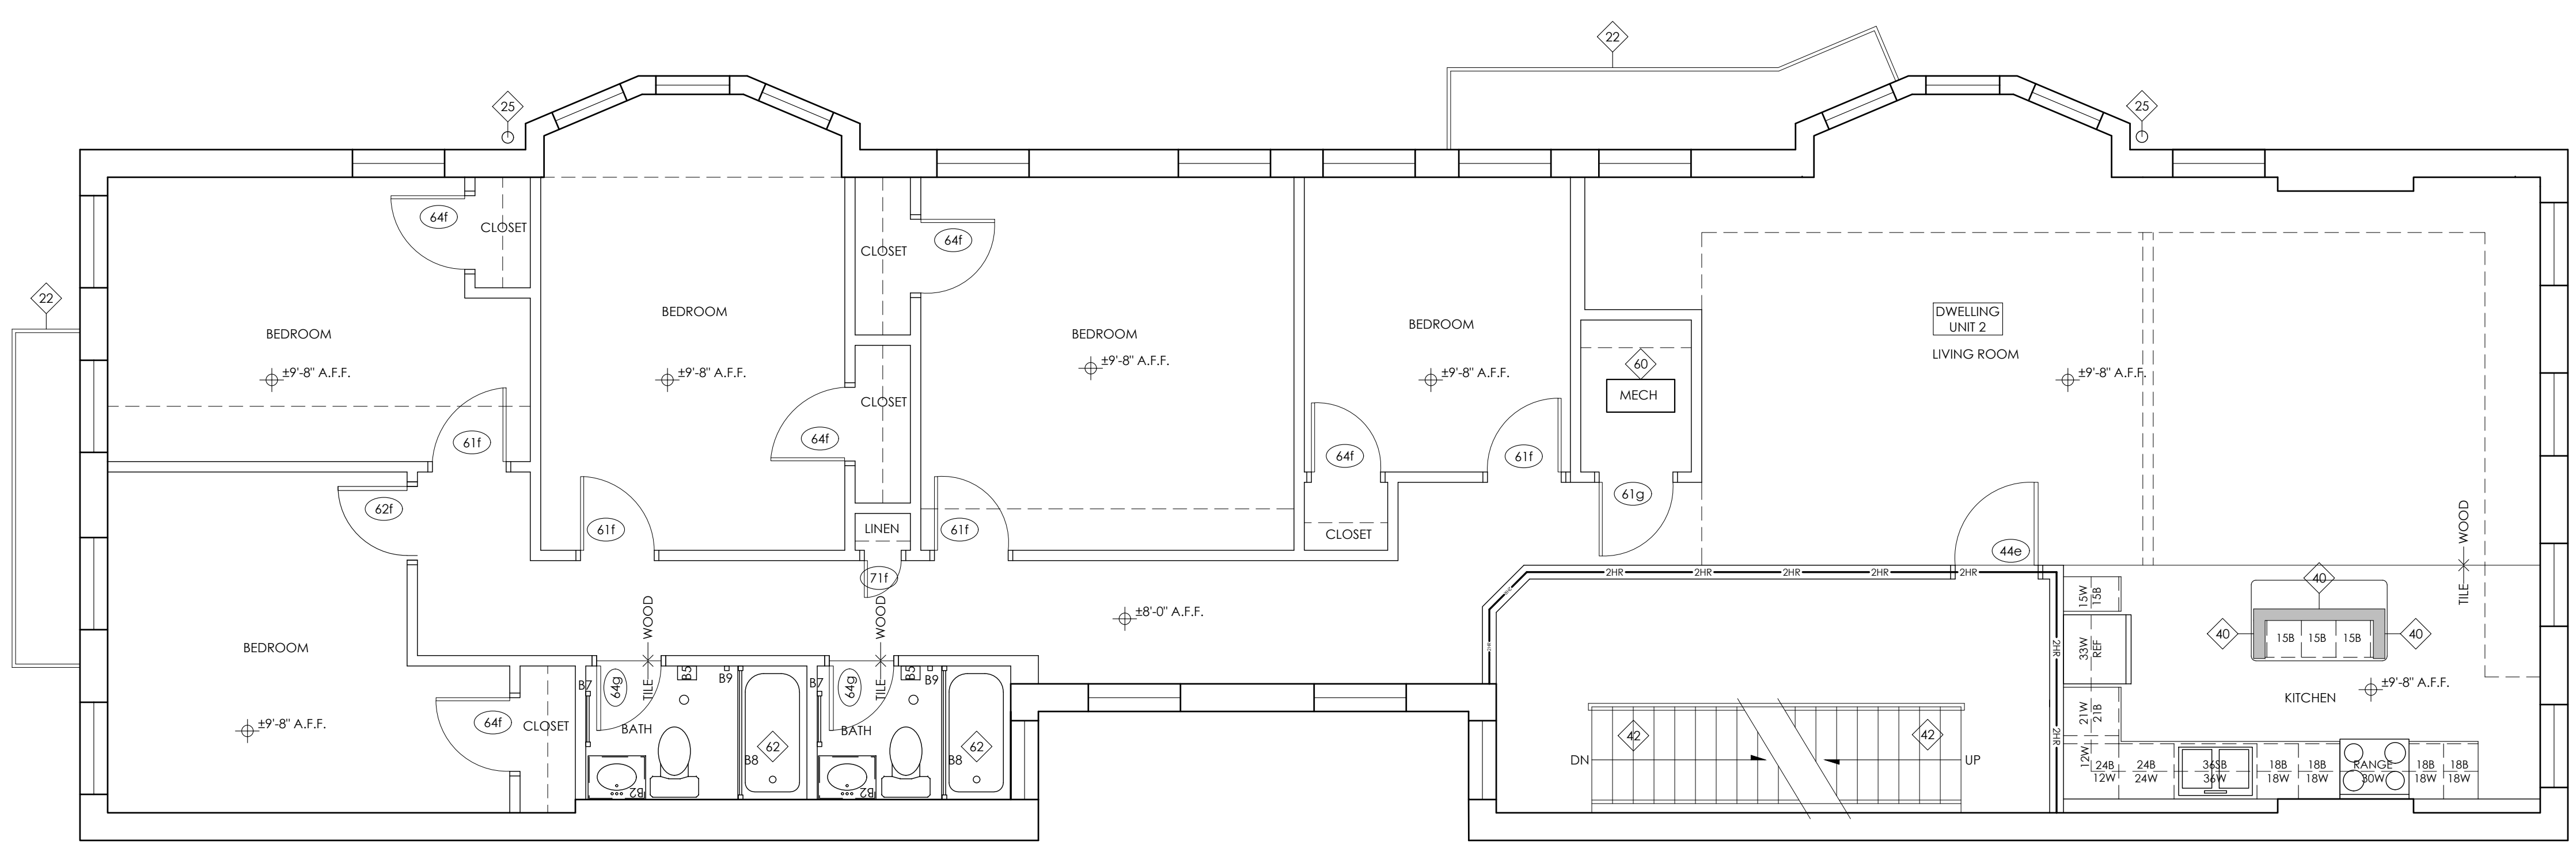 22
25
25
64f
CLOSET
CLOSET
64f
22
BEDROOM
BEDROOM
BEDROOM
BEDROOM
DWELLING
UNIT 2
LIVING ROOM
±9'-8" A.F.F.
±9'-8" A.F.F.
±9'-8" A.F.F.
±9'-8" A.F.F.
±9'-8" A.F.F.
60
MECH
CLOSET
61f
64f
64f
61f
61g
62f
61f
LINEN
61f
CLOSET
44e
WOOD
TILE
71f
2HR
2HR
2HR
2HR
2HR
2HR
2HR
2HR
2HR
WOOD
TILE
WOOD
TILE
±8'-0" A.F.F.
15W
15B
33W
REF
21W
21B
12W
40
40
15B
15B
15B
40
BEDROOM
±9'-8" A.F.F.
KITCHEN
±9'-8" A.F.F.
64f
CLOSET
B7
64g
B5
B9
BATH
62
B8
B2
B7
64g
B5
B9
BATH
62
B8
B2
42
42
DN
UP
24B
12W
24B
24W
36SB
36W
18B
18W
18B
18W
RANGE
30W
18B
18W
18B
18W